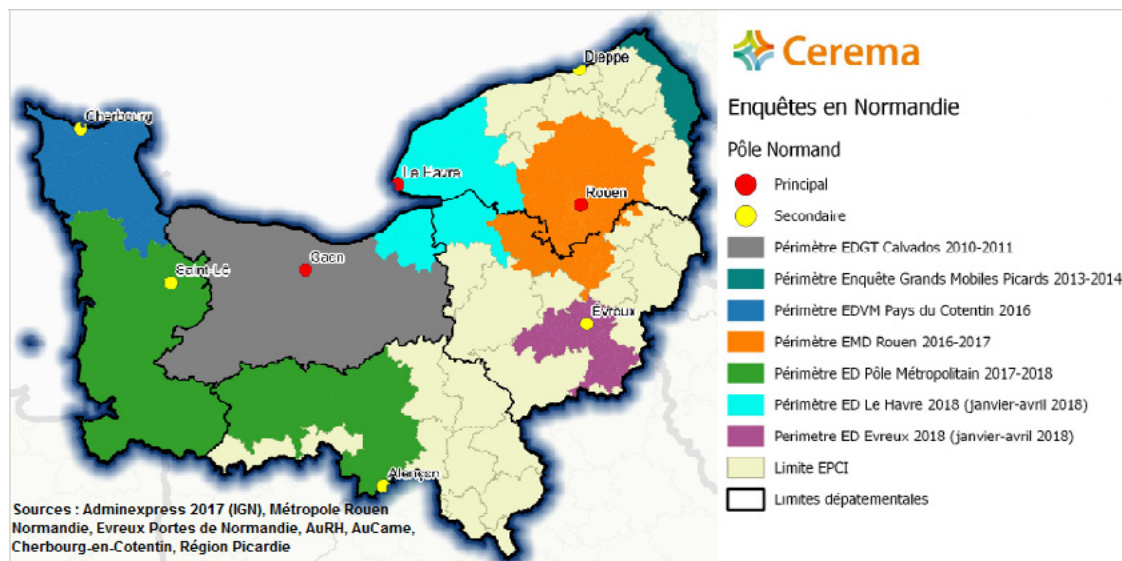 Cerema
Enquêtes en Normandie
Pôle Normand
Principal
Secondaire
Périmètre EDGT Calvados 2010-2011
Périmètre Enquête Grands Mobiles Picards 2013-2014
Périmètre EDVM Pays du Cotentin 2016
Périmètre EMD Rouen 2016-2017
Périmètre ED Pôle Métropolitain 2017-2018
Périmètre ED Le Havre 2018 (janvier-avril 2018)
Perimetre ED Evreux 2018 (janvier-avril 2018)
Limite EPCI
Limites dépatementales
Dieppe
Cherbourg
Le Havre
Rouen
Caen
Saint-Lô
Évreux
Alençon
Sources : Adminexpress 2017 (IGN), Métropole Rouen
Normandie, Evreux Portes de Normandie, AuRH, AuCame,
Cherbourg-en-Cotentin, Région Picardie